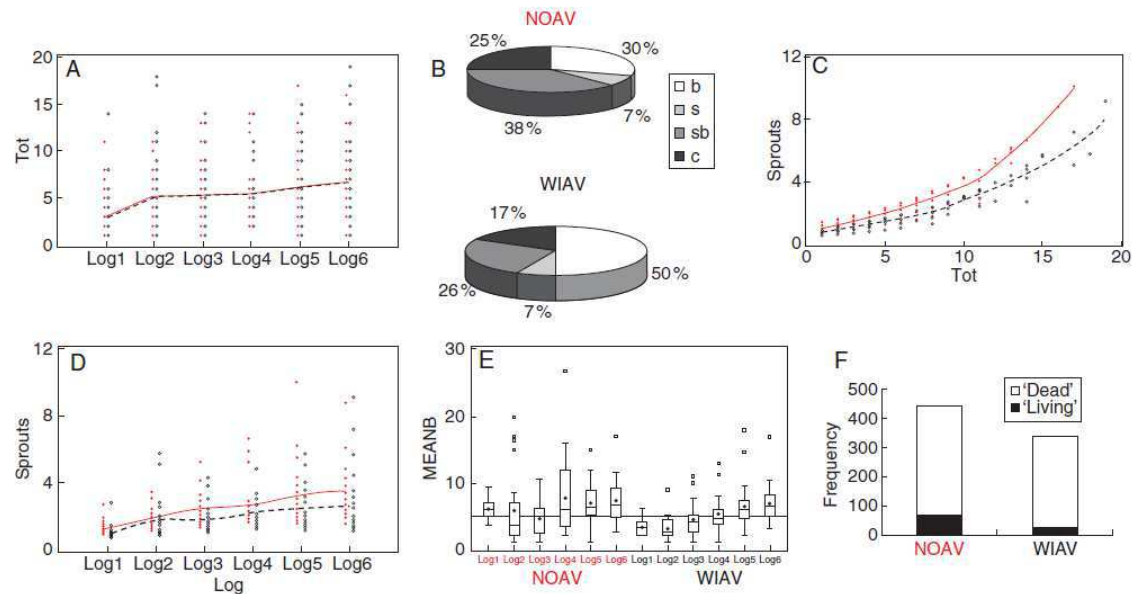 A
20
15
10
5
0
Tot
Log1 Log2 Log3 Log4 Log5 Log6
B
NOAV
25%
30%
7%
38%
b
s
sb
c
WIAV
17%
50%
26%
7%
C
12
8
4
0
Sprouts
0 5 10 15 20
Tot
D
12
8
4
0
Sprouts
Log1 Log2 Log3 Log4 Log5 Log6
Log
E
30
20
10
0
MEANB
Log1 Log2 Log3 Log4 Log5 Log6 Log1 Log2 Log3 Log4 Log5 Log6
NOAV WIAV
F
'Dead'
'Living'
500
400
300
200
100
0
Frequency
NOAV WIAV